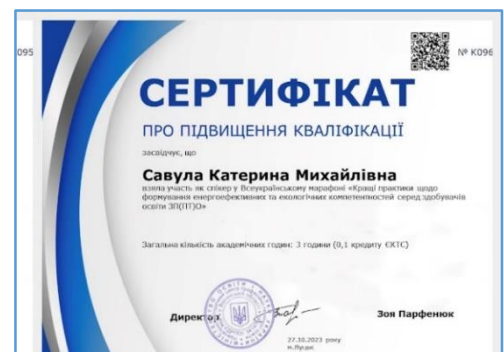 095
№ K096
СЕРТИФІКАТ
ПРО ПІДВИЩЕННЯ КВАЛІФІКАЦІЇ
засвідчує, що
Савула Катерина Михайлівна
взяла участь як спікер у Всеукраїнському марафоні «Кращі практики щодо
формування енергоефективних та екологічних компетентностей серед здобувачів
освіти ЗП(ПТ)О»
Загальна кількість академічних годин: 3 години (0,1 кредиту ЄКТС)
Директор
Зоя Парфенюк
27.10.2023 року
м.Луцьк